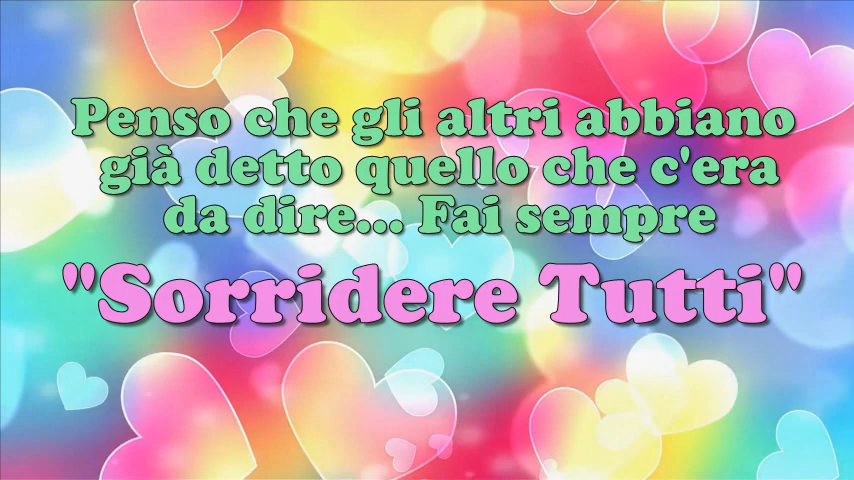 Penso che gli altri abbiano
già detto quello che c'era
da dire... Fai sempre
"Sorridere Tutti"